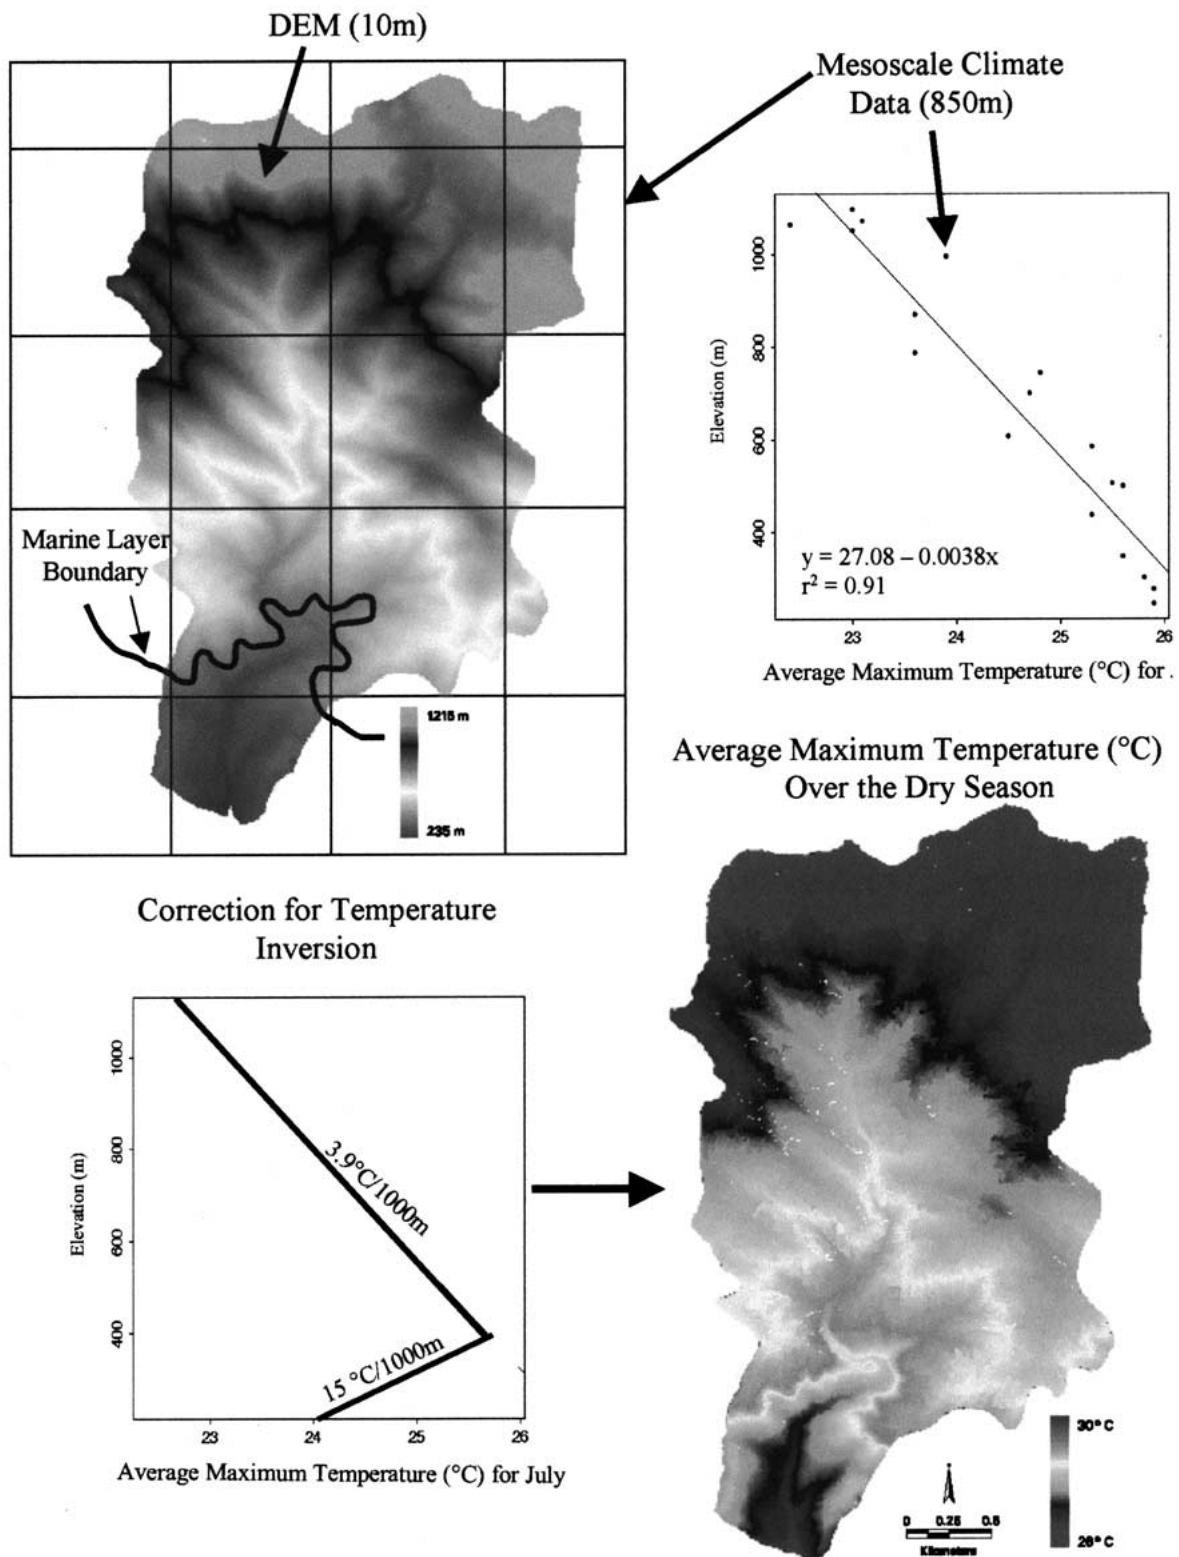 DEM (10m)
Mesoscale Climate
Data (850m)
Marine Layer
Boundary
1215 m
235 m
1000
800
600
400
Elevation (m)
y = 27.08 – 0.0038x
r² = 0.91
23 24 25 26
Average Maximum Temperature (°C) for .
Average Maximum Temperature (°C)
Over the Dry Season
Correction for Temperature
Inversion
1000
800
600
400
Elevation (m)
3.9°C/1000m
15 °C/1000m
23 24 25 26
Average Maximum Temperature (°C) for July
30° C
26° C
0 0.25 0.5
Kilometers